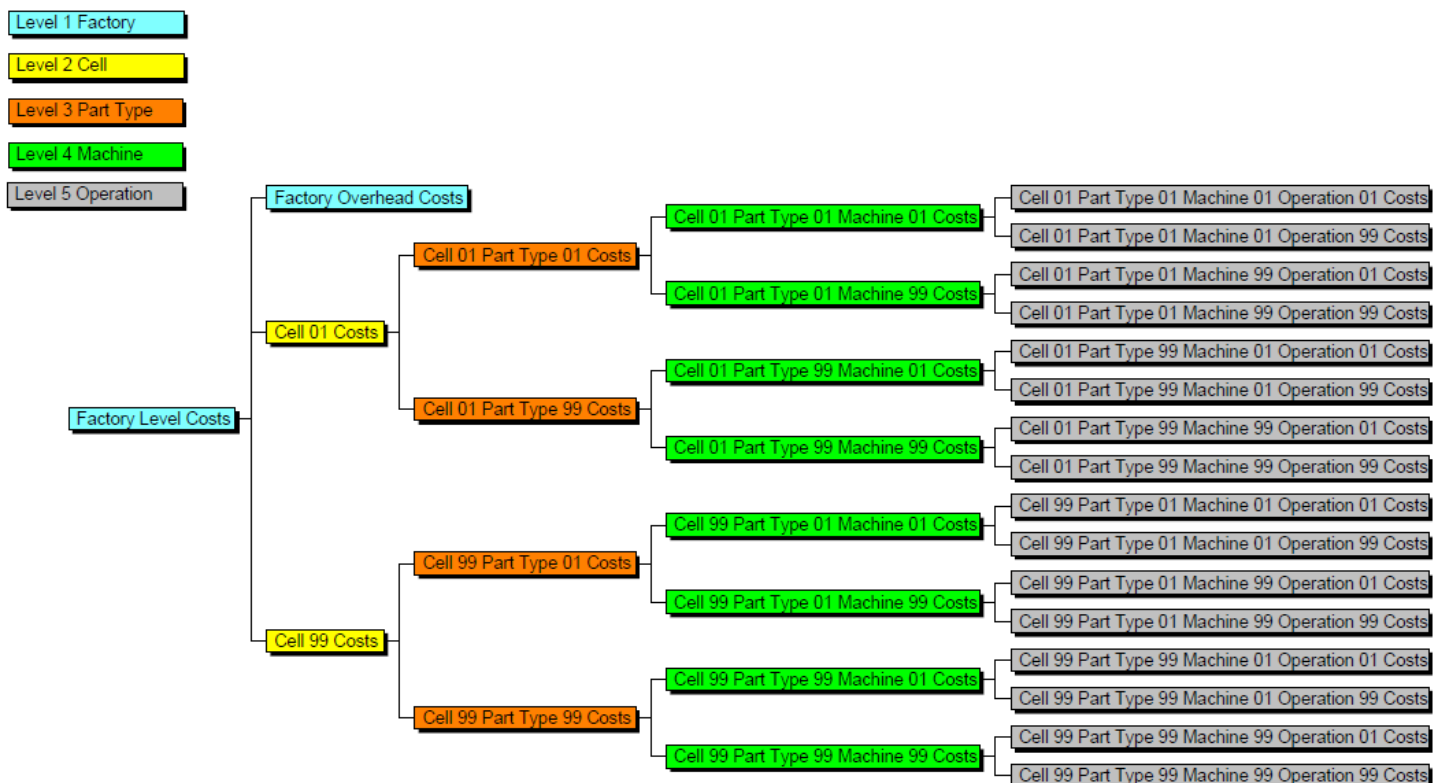 Level 1 Factory
Level 2 Cell
Level 3 Part Type
Level 4 Machine
Level 5 Operation
Factory Level Costs
Factory Overhead Costs
Cell 01 Costs
Cell 99 Costs
Cell 01 Part Type 01 Costs
Cell 01 Part Type 99 Costs
Cell 99 Part Type 01 Costs
Cell 99 Part Type 99 Costs
Cell 01 Part Type 01 Machine 01 Costs
Cell 01 Part Type 01 Machine 99 Costs
Cell 01 Part Type 99 Machine 01 Costs
Cell 01 Part Type 99 Machine 99 Costs
Cell 99 Part Type 01 Machine 01 Costs
Cell 99 Part Type 01 Machine 99 Costs
Cell 99 Part Type 99 Machine 01 Costs
Cell 99 Part Type 99 Machine 99 Costs
Cell 01 Part Type 01 Machine 01 Operation 01 Costs
Cell 01 Part Type 01 Machine 01 Operation 99 Costs
Cell 01 Part Type 01 Machine 99 Operation 01 Costs
Cell 01 Part Type 01 Machine 99 Operation 99 Costs
Cell 01 Part Type 99 Machine 01 Operation 01 Costs
Cell 01 Part Type 99 Machine 01 Operation 99 Costs
Cell 01 Part Type 99 Machine 99 Operation 01 Costs
Cell 01 Part Type 99 Machine 99 Operation 99 Costs
Cell 99 Part Type 01 Machine 01 Operation 01 Costs
Cell 99 Part Type 01 Machine 01 Operation 99 Costs
Cell 99 Part Type 01 Machine 99 Operation 01 Costs
Cell 99 Part Type 01 Machine 99 Operation 99 Costs
Cell 99 Part Type 99 Machine 01 Operation 01 Costs
Cell 99 Part Type 99 Machine 01 Operation 99 Costs
Cell 99 Part Type 99 Machine 99 Operation 01 Costs
Cell 99 Part Type 99 Machine 99 Operation 99 Costs